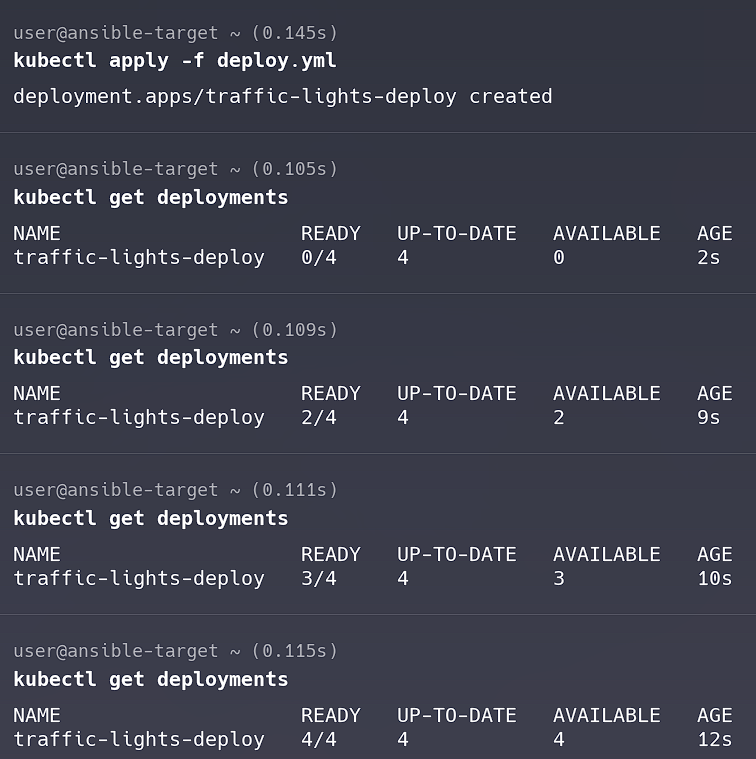 user@ansible-target ~ (0.145s)
kubectl apply -f deploy.yml
deployment.apps/traffic-lights-deploy created
user@ansible-target ~ (0.105s)
kubectl get deployments
NAME READY UP-TO-DATE AVAILABLE AGE
traffic-lights-deploy 0/4 4 0 2s
user@ansible-target ~ (0.109s)
kubectl get deployments
NAME READY UP-TO-DATE AVAILABLE AGE
traffic-lights-deploy 2/4 4 2 9s
user@ansible-target ~ (0.111s)
kubectl get deployments
NAME READY UP-TO-DATE AVAILABLE AGE
traffic-lights-deploy 3/4 4 3 10s
user@ansible-target ~ (0.115s)
kubectl get deployments
NAME READY UP-TO-DATE AVAILABLE AGE
traffic-lights-deploy 4/4 4 4 12s